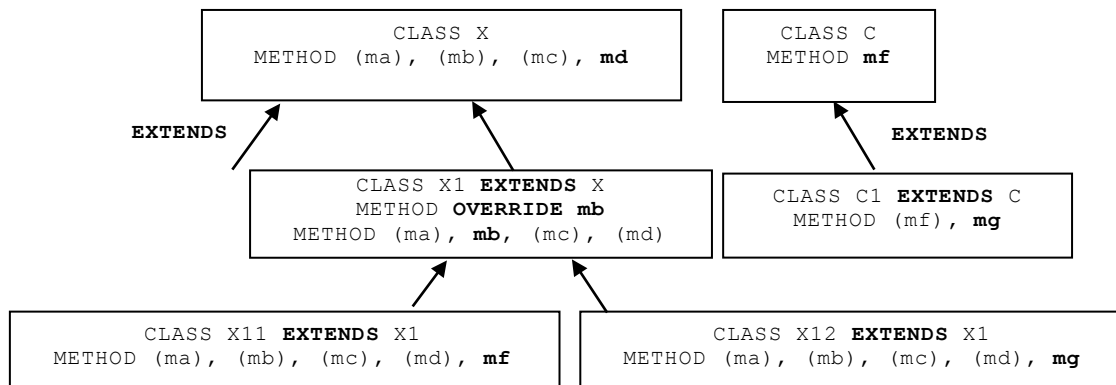 CLASS X
METHOD (ma), (mb), (mc), md
CLASS C
METHOD mf
EXTENDS
EXTENDS
CLASS X1 EXTENDS X
METHOD OVERRIDE mb
METHOD (ma), mb, (mc), (md)
CLASS C1 EXTENDS C
METHOD (mf), mg
CLASS X11 EXTENDS X1
METHOD (ma), (mb), (mc), (md), mf
CLASS X12 EXTENDS X1
METHOD (ma), (mb), (mc), (md), mg